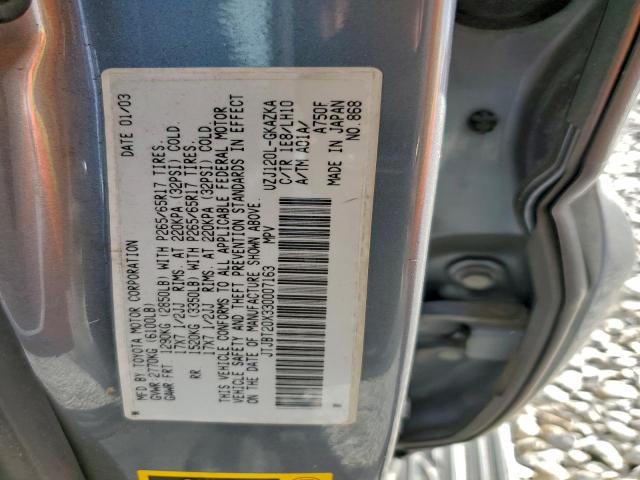 MFD BY TOYOTA MOTOR CORPORATION 01/03
GVWR 2770KG (6100LB)
GAWR FRT 1290KG (2850LB) WITH P265/65R17 TIRES,
17X7 1/2JJ RIMS, AT 220KPA (32PSI) COLD.
RR 1520KG (3350LB) WITH P265/65R17 TIRES,
17X7 1/2JJ RIMS, AT 220KPA (32PSI) COLD.
THIS VEHICLE CONFORMS TO ALL APPLICABLE FEDERAL MOTOR
VEHICLE SAFETY AND THEFT PREVENTION STANDARDS IN EFFECT
ON THE DATE OF MANUFACTURE SHOWN ABOVE.
JTJBT20X330007163 MPV
UZJ120L-GKAZKA
C/TR 1E8/LH10
A/TM A01A/ A750F
MADE IN JAPAN
NO.868